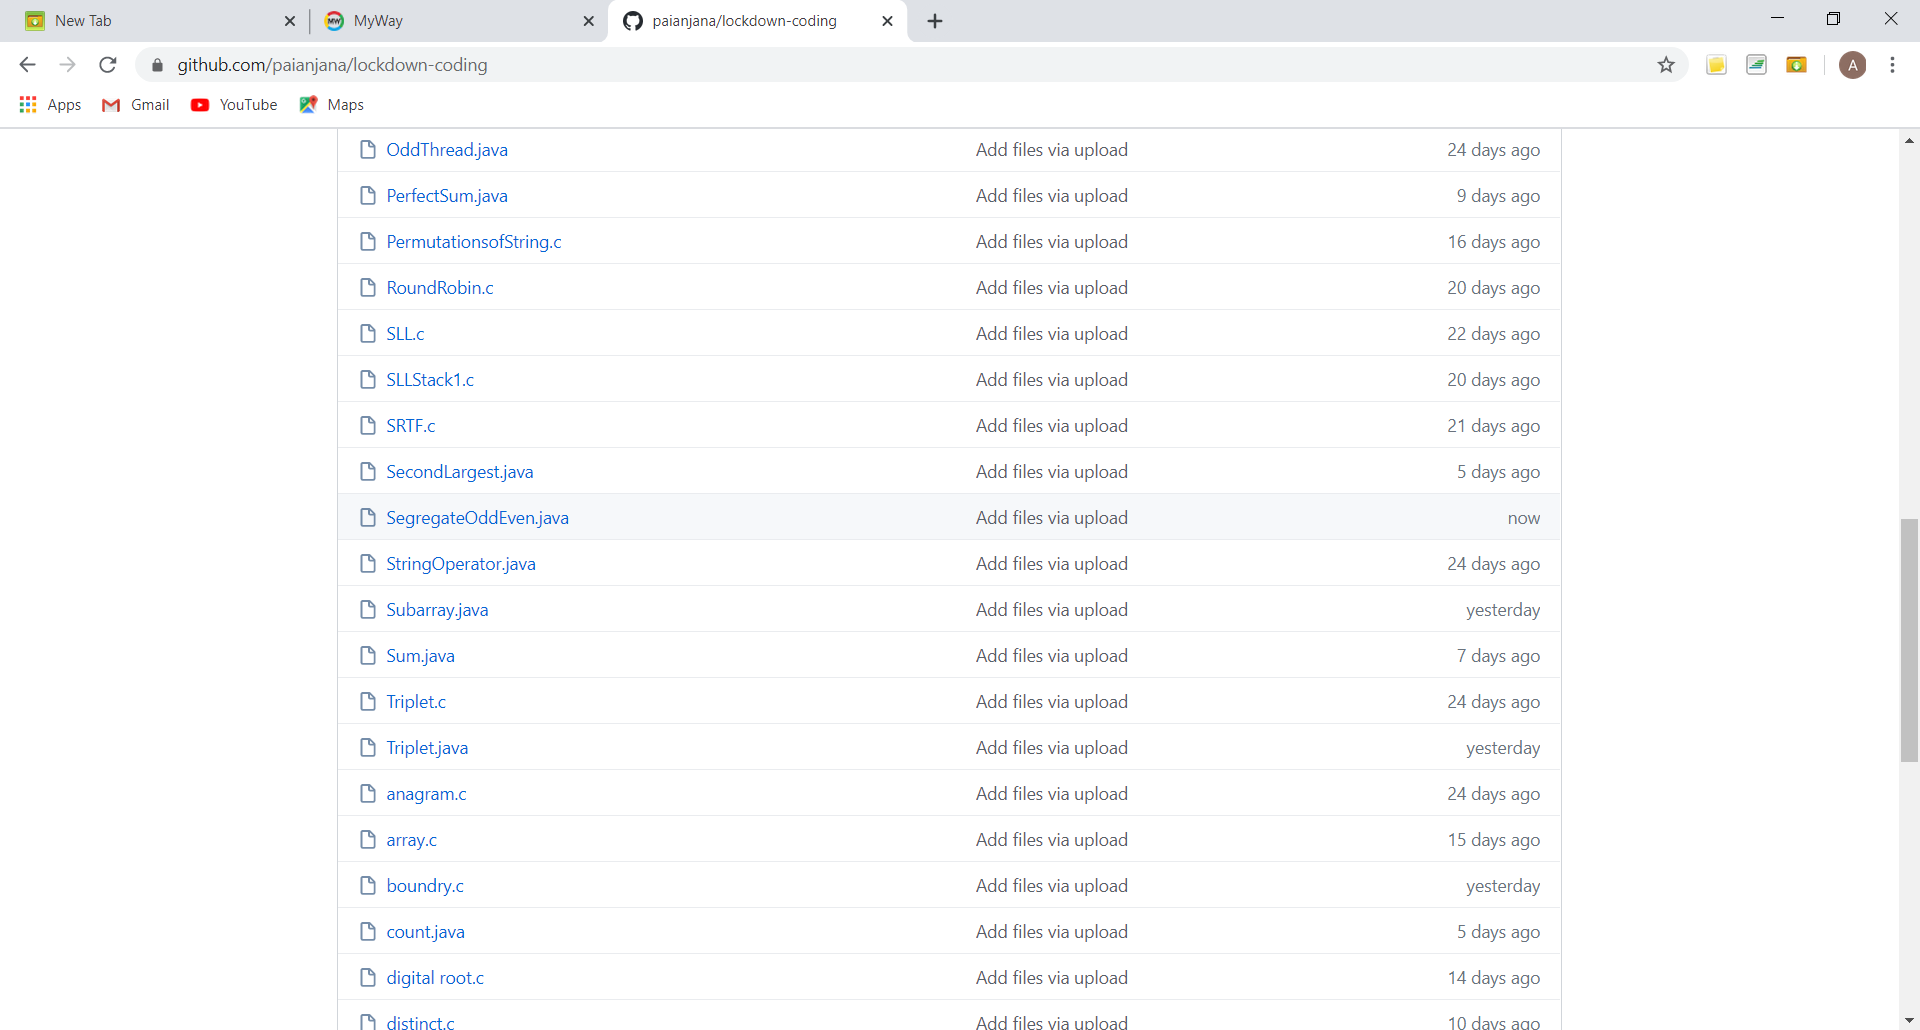 New Tab
MyWay
paianjana/lockdown-coding
github.com/paianjana/lockdown-coding
A
Apps
Gmail
YouTube
Maps
OddThread.java Add files via upload 24 days ago
PerfectSum.java Add files via upload 9 days ago
PermutationsofString.c Add files via upload 16 days ago
RoundRobin.c Add files via upload 20 days ago
SLL.c Add files via upload 22 days ago
SLLStack1.c Add files via upload 20 days ago
SRTF.c Add files via upload 21 days ago
SecondLargest.java Add files via upload 5 days ago
SegregateOddEven.java Add files via upload now
StringOperator.java Add files via upload 24 days ago
Subarray.java Add files via upload yesterday
Sum.java Add files via upload 7 days ago
Triplet.c Add files via upload 24 days ago
Triplet.java Add files via upload yesterday
anagram.c Add files via upload 24 days ago
array.c Add files via upload 15 days ago
boundry.c Add files via upload yesterday
count.java Add files via upload 5 days ago
digital root.c Add files via upload 14 days ago
distinct.c Add files via upload 10 days ago